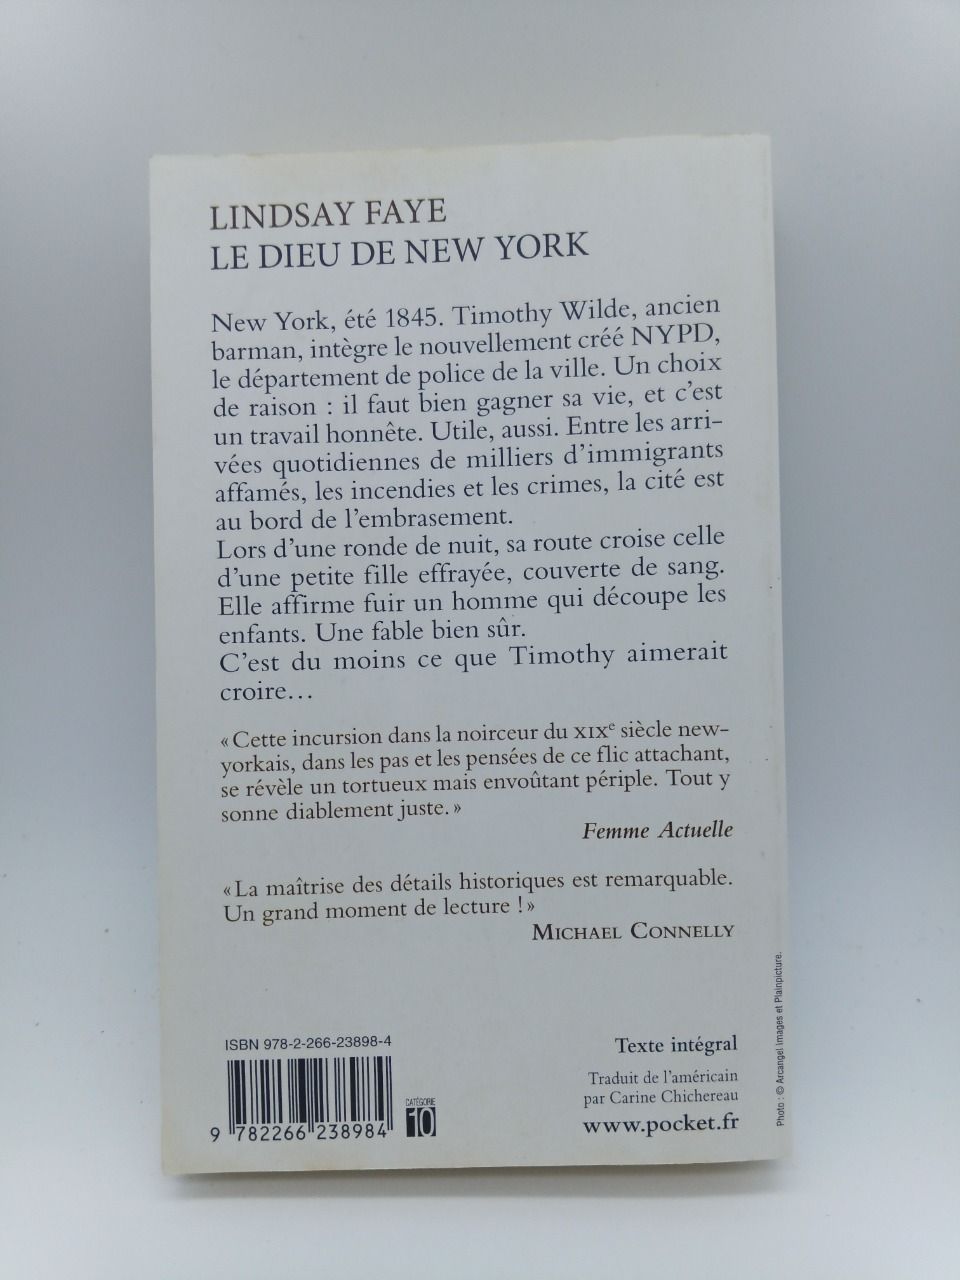 LINDSAY FAYE
LE DIEU DE NEW YORK
New York, été 1845. Timothy Wilde, ancien
barman, intègre le nouvellement créé NYPD,
le département de police de la ville. Un choix
de raison : il faut bien gagner sa vie, et c’est
un travail honnête. Utile, aussi. Entre les arri-
vées quotidiennes de milliers d’immigrants
affamés, les incendies et les crimes, la cité est
au bord de l’embrasement.
Lors d’une ronde de nuit, sa route croise celle
d’une petite fille effrayée, couverte de sang.
Elle affirme fuir un homme qui découpe les
enfants. Une fable bien sûr.
C’est du moins ce que Timothy aimerait
croire…
« Cette incursion dans la noirceur du XIXe siècle new-
yorkais, dans les pas et les pensées de ce flic attachant,
se révèle un tortueux mais envoûtant périple. Tout y
sonne diablement juste. »
Femme Actuelle
« La maîtrise des détails historiques est remarquable.
Un grand moment de lecture ! »
MICHAEL CONNELLY
ISBN 978-2-266-23898-4
9 782266 238984
CATÉGORIE
10
Texte intégral
Traduit de l’américain
par Carine Chichereau
www.pocket.fr
Photo : © Arcangel Images et Plainpicture.